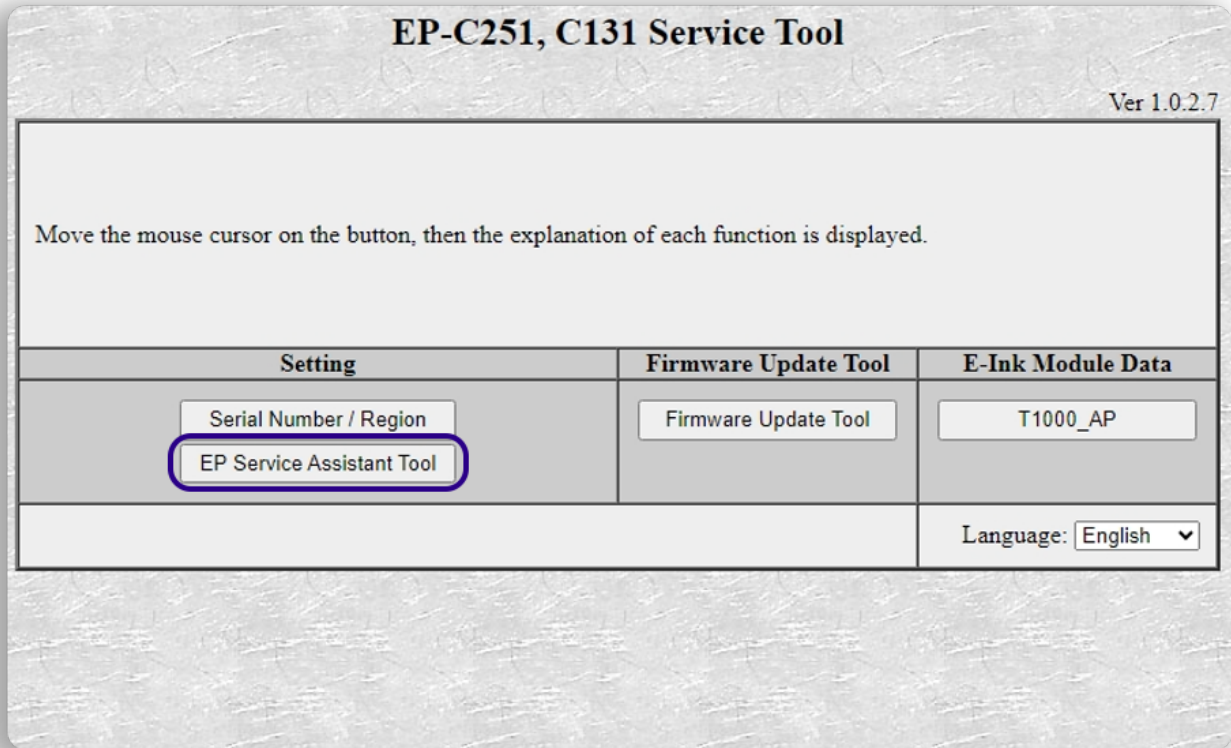 EP-C251, C131 Service Tool
Ver 1.0.2.7
Move the mouse cursor on the button, then the explanation of each function is displayed.
Setting
Firmware Update Tool
E-Ink Module Data
Serial Number / Region
Firmware Update Tool
T1000_AP
EP Service Assistant Tool
Language: English